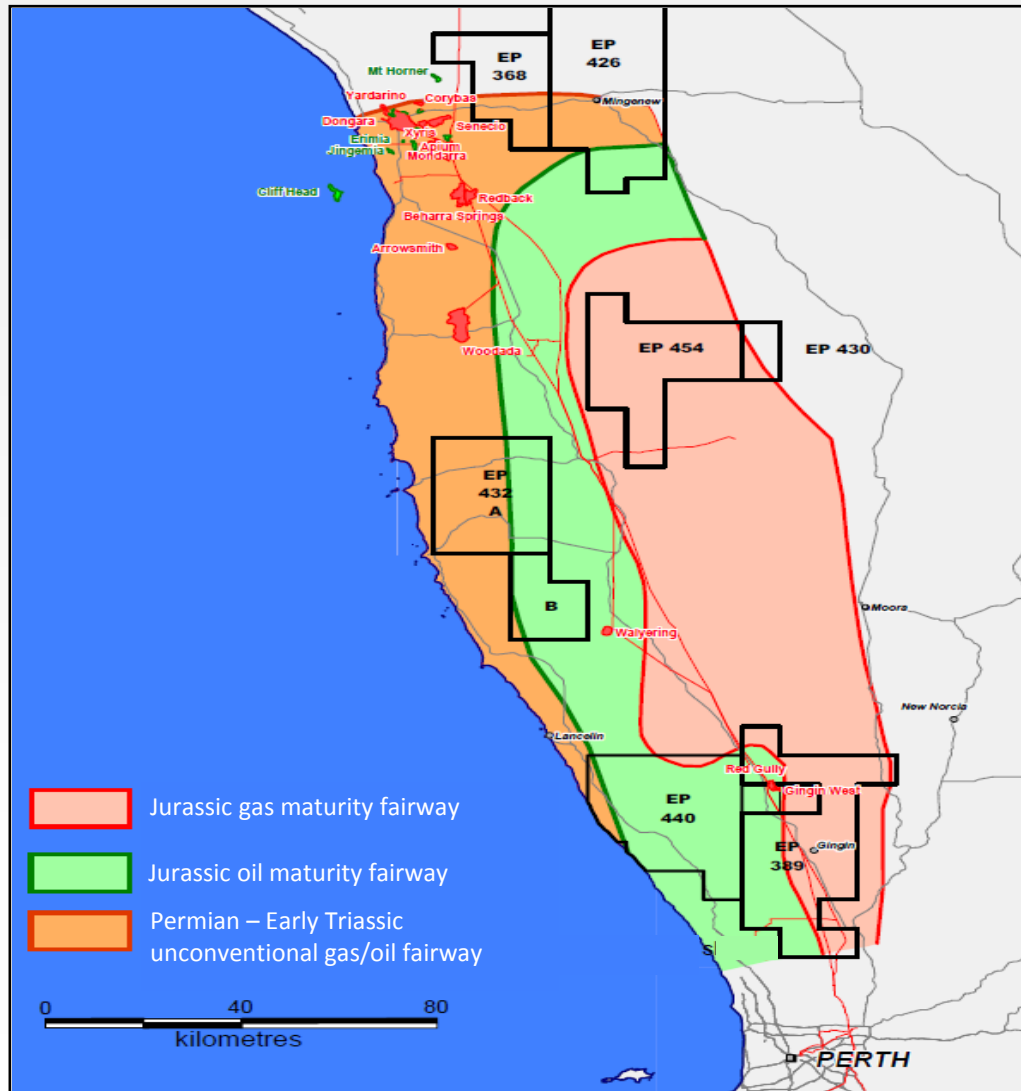 EP
368
EP
426
Mt Horner
Mingenew
Yardarino
Corybas
Dongara
Senecio
Xyris
Erimia
Apium
Jingemia
Mondarra
Cliff Head
Redback
Beharra Springs
Arrowsmith
EP 454
EP 430
Woodada
EP
432
A
B
Moora
Walyering
New Norcia
Lancelin
Red Gully
Gingin West
EP
440
Gingin
EP
389
Jurassic gas maturity fairway
Jurassic oil maturity fairway
Permian – Early Triassic
unconventional gas/oil fairway
S
0 40 80
kilometres
PERTH